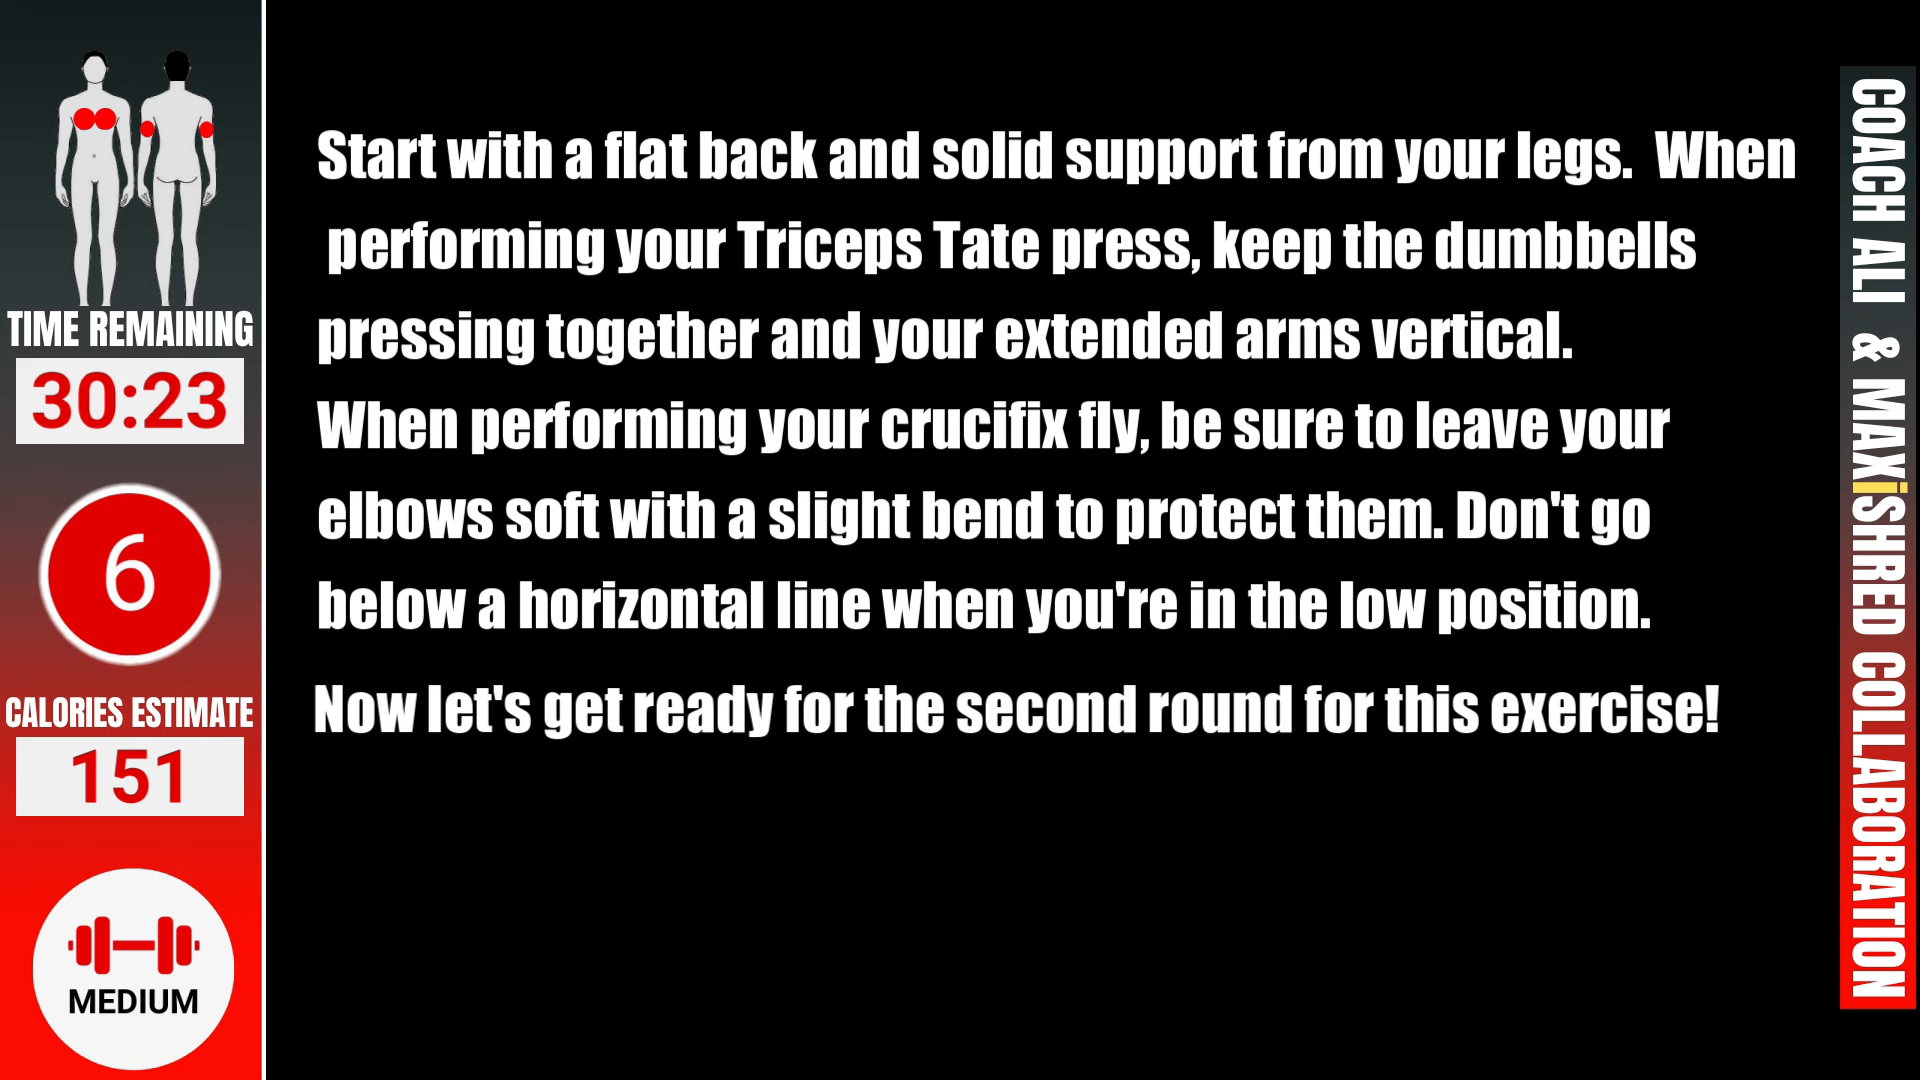 TIME REMAINING
30:23
6
CALORIES ESTIMATE
151
MEDIUM
Start with a flat back and solid support from your legs. When
performing your Triceps Tate press, keep the dumbbells
pressing together and your extended arms vertical.
When performing your crucifix fly, be sure to leave your
elbows soft with a slight bend to protect them. Don't go
below a horizontal line when you're in the low position.
Now let's get ready for the second round for this exercise!
COACH ALI & MAXiSHRED COLLABORATION